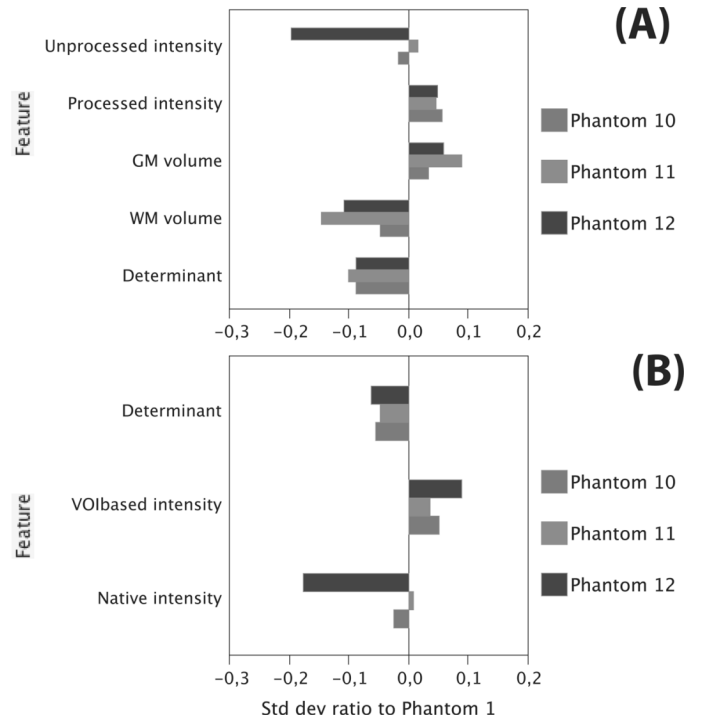 (A)
Unprocessed intensity
Processed intensity
GM volume
WM volume
Determinant
Feature
Phantom 10
Phantom 11
Phantom 12
−0,3 −0,2 −0,1 0,0 0,1 0,2
(B)
Determinant
VOIbased intensity
Native intensity
Feature
Phantom 10
Phantom 11
Phantom 12
−0,3 −0,2 −0,1 0,0 0,1 0,2
Std dev ratio to Phantom 1